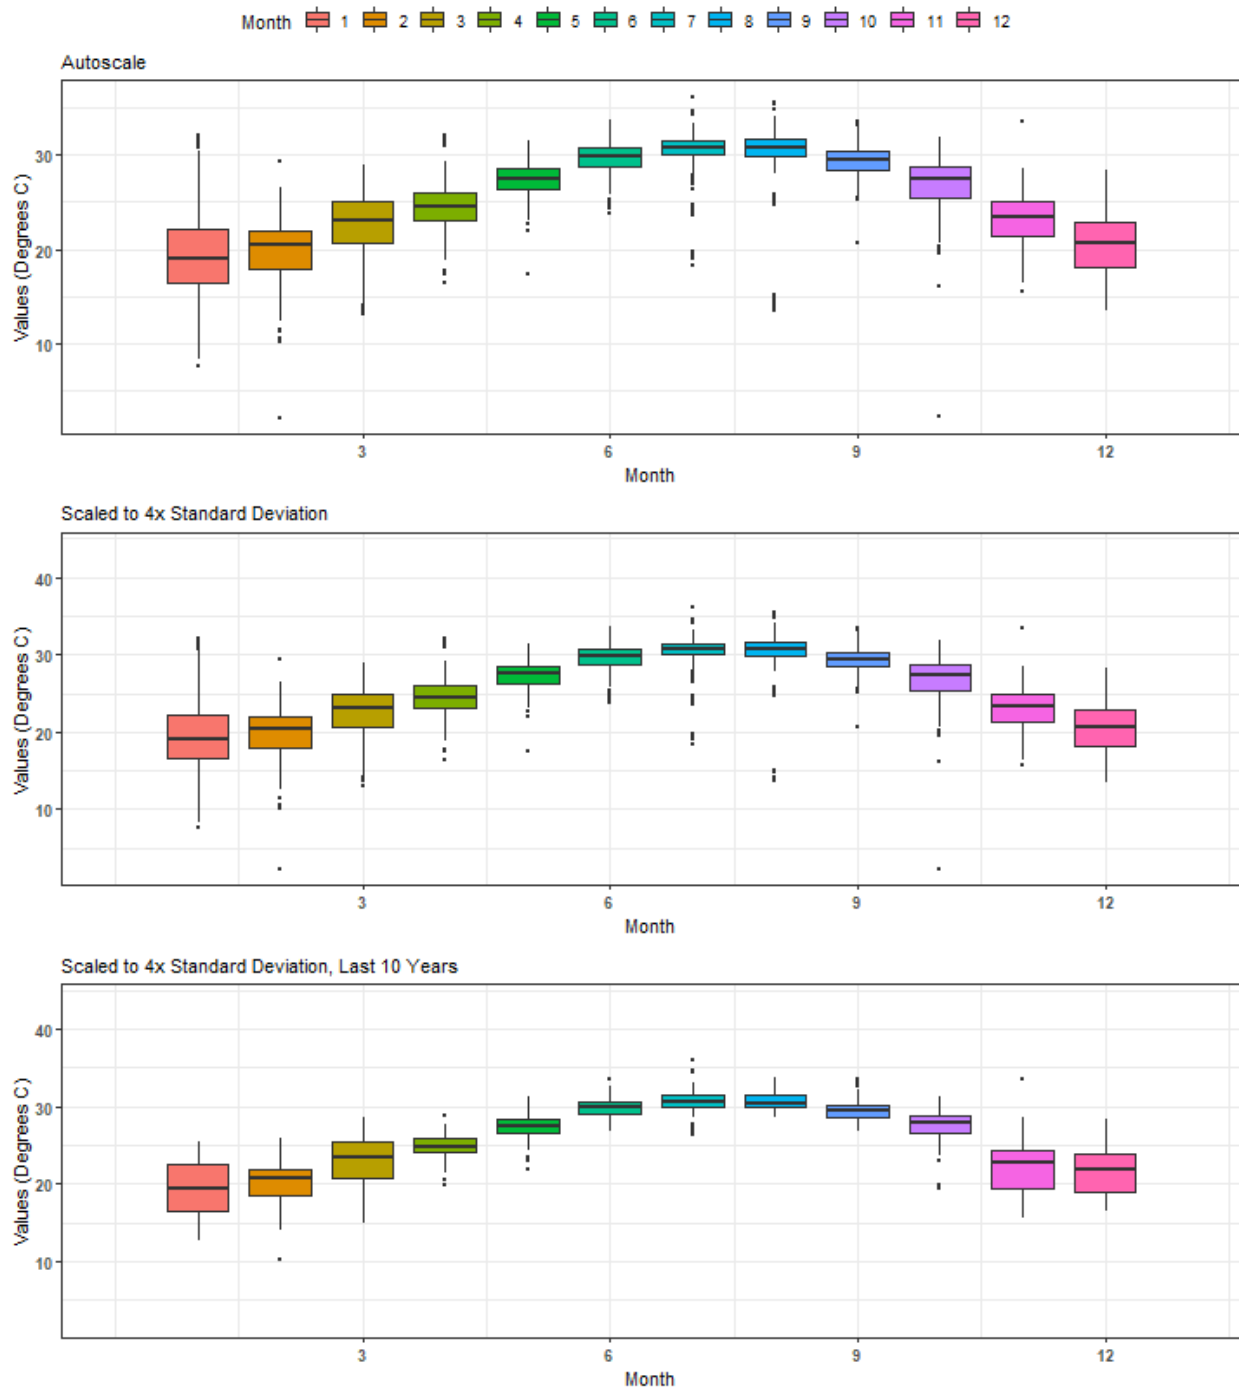 Month 1 2 3 4 5 6 7 8 9 10 11 12
Autoscale
Values (Degrees C)
30
20
10
3 6 9 12
Month
Scaled to 4x Standard Deviation
Values (Degrees C)
40
30
20
10
3 6 9 12
Month
Scaled to 4x Standard Deviation, Last 10 Years
Values (Degrees C)
40
30
20
10
3 6 9 12
Month